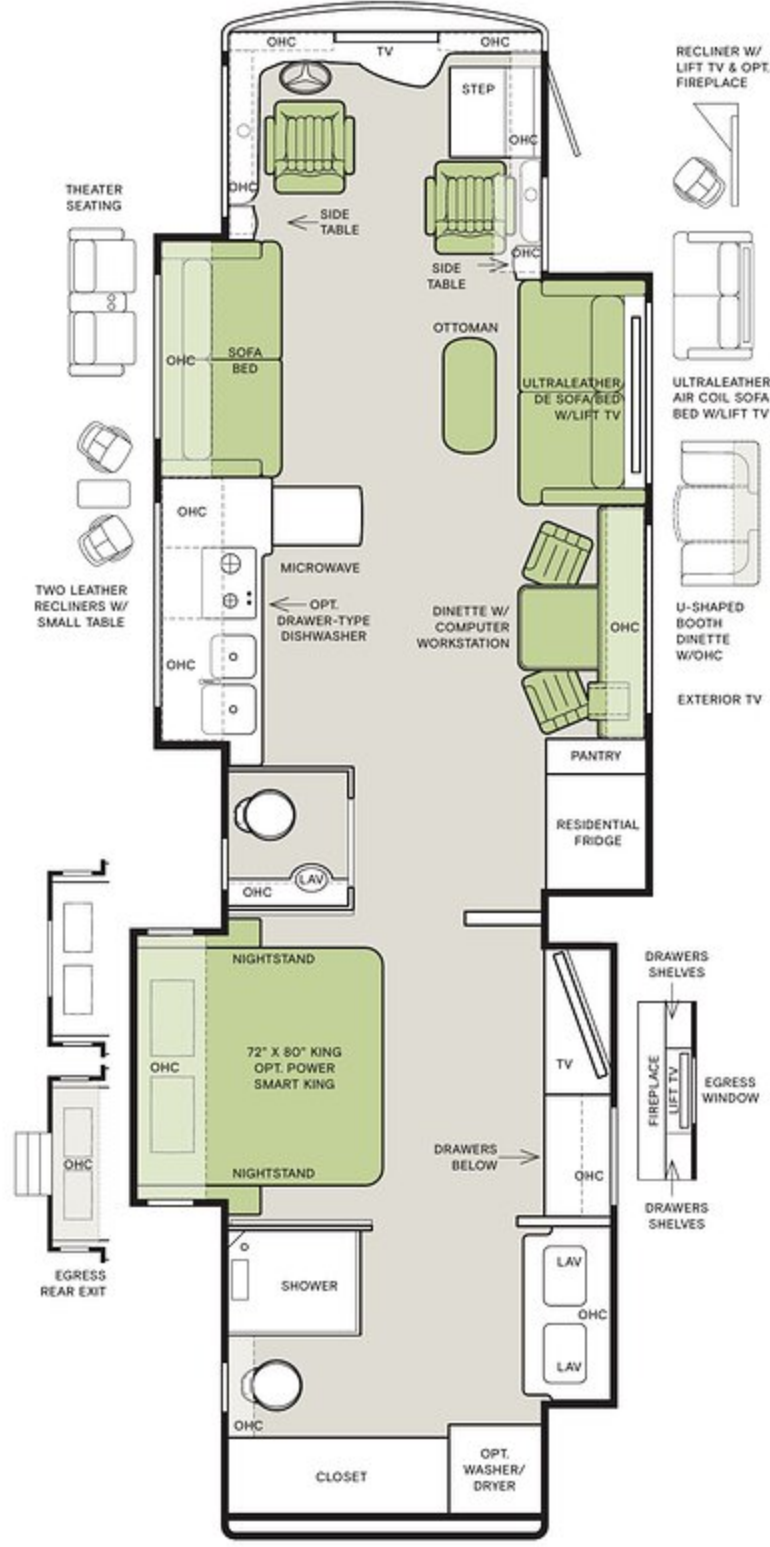 OHC
TV
OHC
RECLINER W/
LIFT TV & OPT.
FIREPLACE
STEP
OHC
OHC
THEATER
SEATING
SIDE
TABLE
OHC
SIDE
TABLE
OTTOMAN
OHC
SOFA
BED
ULTRALEATHER/
DE SOFA/BED
W/LIFT TV
ULTRALEATHER
AIR COIL SOFA
BED W/LIFT TV
OHC
MICROWAVE
OPT.
DRAWER-TYPE
DISHWASHER
TWO LEATHER
RECLINERS W/
SMALL TABLE
DINETTE W/
COMPUTER
WORKSTATION
OHC
U-SHAPED
BOOTH
DINETTE
W/OHC
OHC
EXTERIOR TV
PANTRY
RESIDENTIAL
FRIDGE
LAV
OHC
NIGHTSTAND
72" X 80" KING
OPT. POWER
SMART KING
OHC
NIGHTSTAND
TV
DRAWERS
BELOW
OHC
DRAWERS
SHELVES
FIREPLACE
LIFT TV
EGRESS
WINDOW
DRAWERS
SHELVES
OHC
EGRESS
REAR EXIT
SHOWER
LAV
OHC
LAV
OHC
CLOSET
OPT.
WASHER/
DRYER